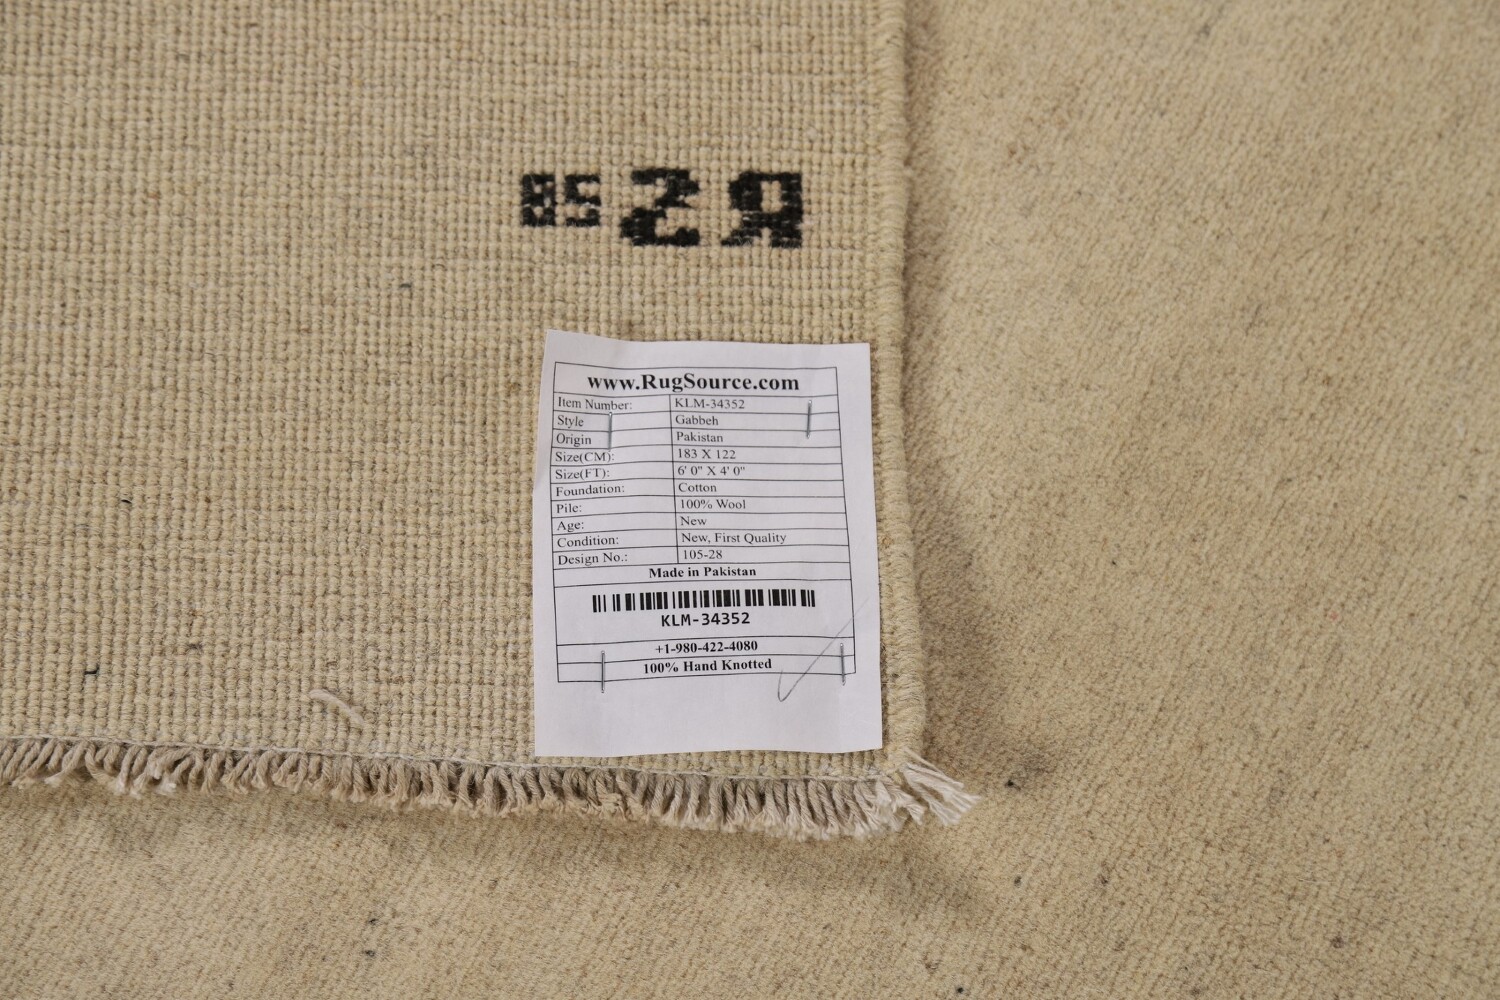 85 2R
www.RugSource.com
Item Number: KLM-34352
Style Gabbeh
Origin Pakistan
Size(CM): 183 X 122
Size(FT): 6' 0" X 4' 0"
Foundation: Cotton
Pile: 100% Wool
Age: New
Condition: New, First Quality
Design No.: 105-28
Made in Pakistan
KLM-34352
+1-980-422-4080
100% Hand Knotted